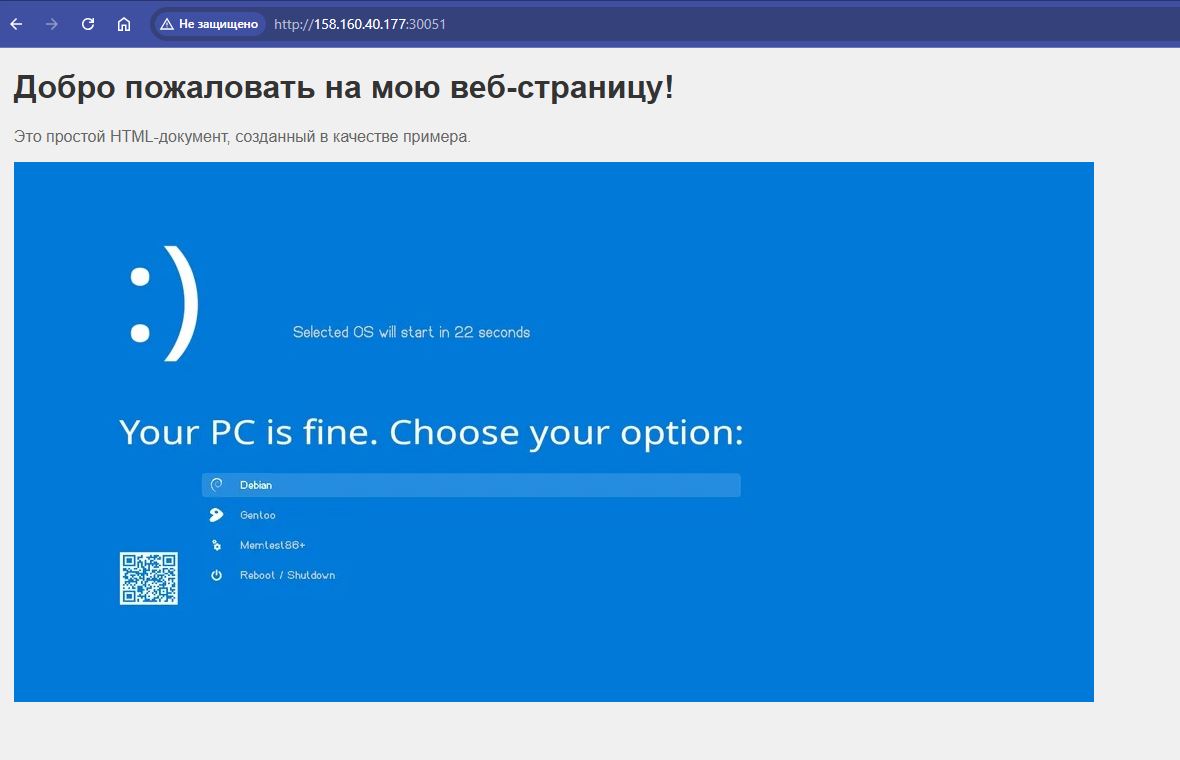 Не защищено http://158.160.40.177:30051
Добро пожаловать на мою веб-страницу!
Это простой HTML-документ, созданный в качестве примера.
:)
Selected OS will start in 22 seconds
Your PC is fine. Choose your option:
Debian
Gentoo
Memtest86+
Reboot / Shutdown